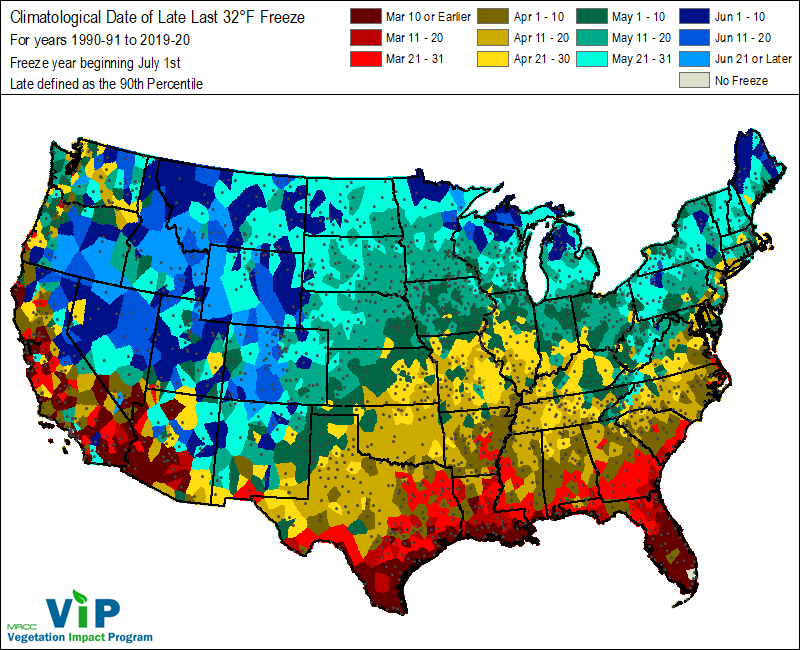 Climatological Date of Late Last 32°F Freeze
For years 1990-91 to 2019-20
Freeze year beginning July 1st
Late defined as the 90th Percentile
Mar 10 or Earlier
Mar 11 - 20
Mar 21 - 31
Apr 1 - 10
Apr 11 - 20
Apr 21 - 30
May 1 - 10
May 11 - 20
May 21 - 31
Jun 1 - 10
Jun 11 - 20
Jun 21 or Later
No Freeze
MRCC
ViP
Vegetation Impact Program